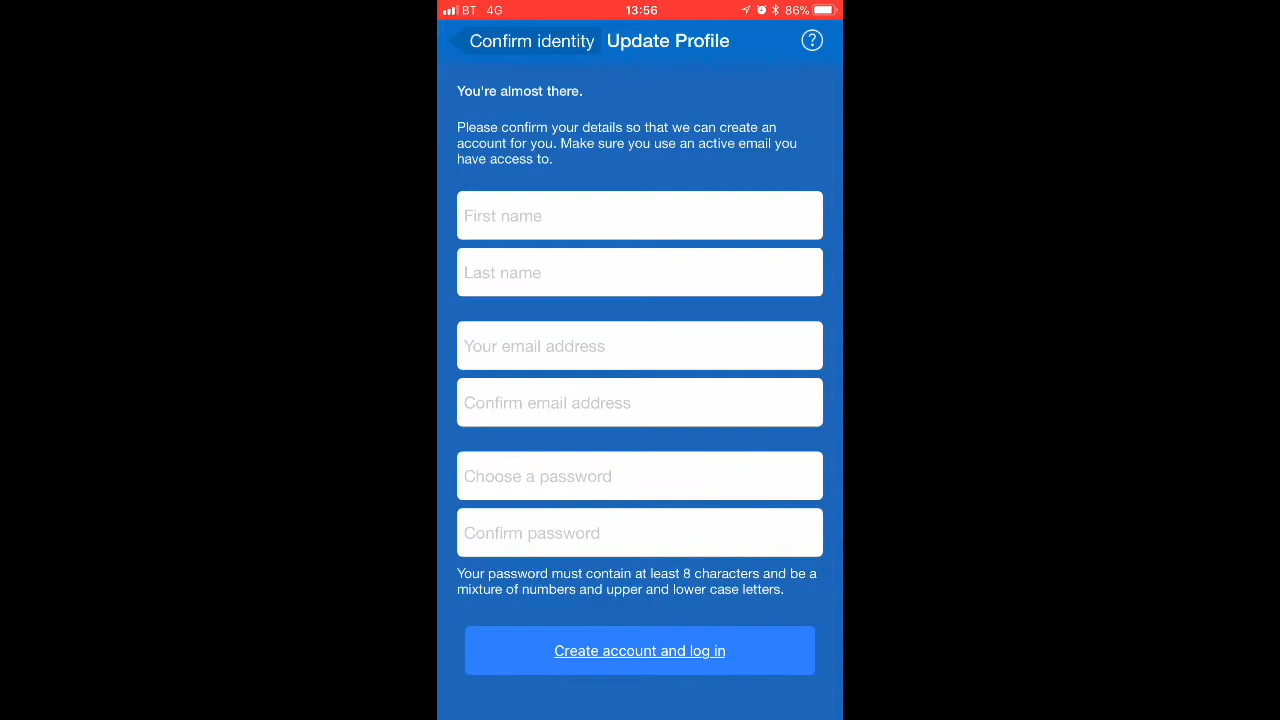 BT 4G 13:56 86%
Confirm identity Update Profile ?
You're almost there.
Please confirm your details so that we can create an
account for you. Make sure you use an active email you
have access to.
First name
Last name
Your email address
Confirm email address
Choose a password
Confirm password
Your password must contain at least 8 characters and be a
mixture of numbers and upper and lower case letters.
Create account and log in